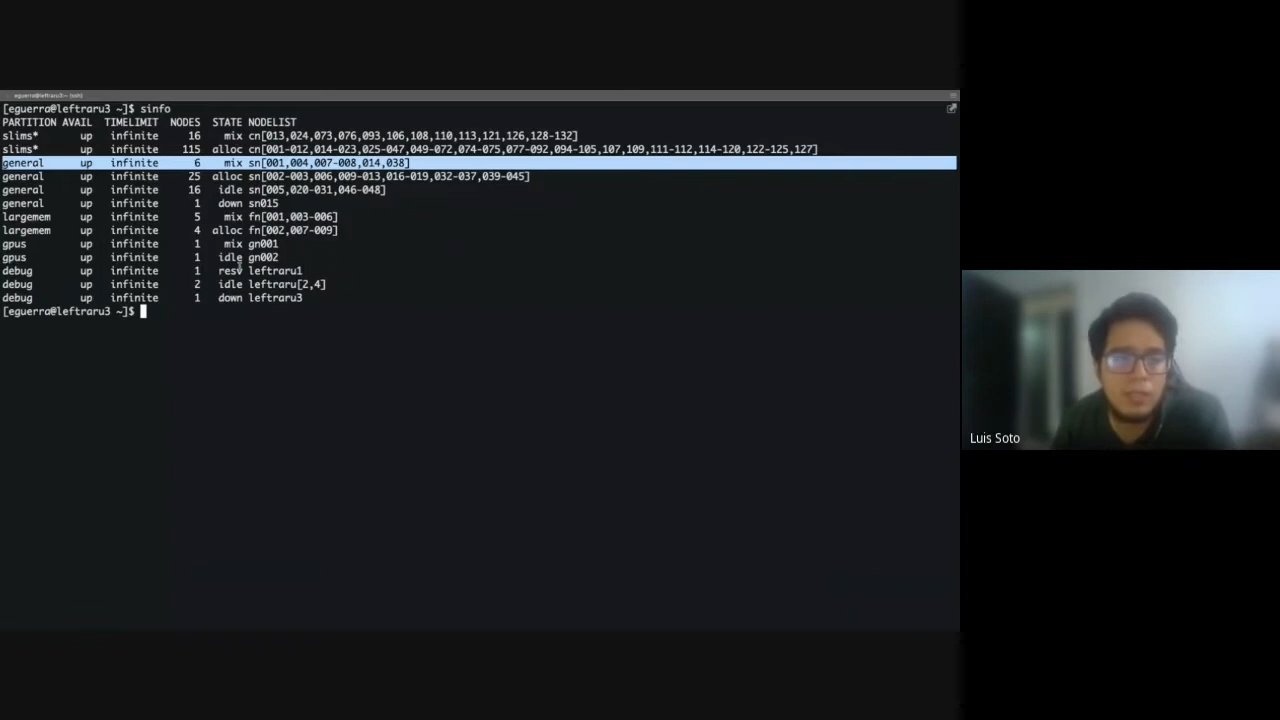 eguerra@leftraru3:~ (ssh)
[eguerra@leftraru3 ~]$ sinfo
PARTITION AVAIL  TIMELIMIT  NODES  STATE NODELIST
slims*       up   infinite     16    mix cn[013,024,073,076,093,106,108,110,113,121,126,128-132]
slims*       up   infinite    115  alloc cn[001-012,014-023,025-047,049-072,074-075,077-092,094-105,107,109,111-112,114-120,122-125,127]
general      up   infinite      6    mix sn[001,004,007-008,014,038]
general      up   infinite     25  alloc sn[002-003,006,009-013,016-019,032-037,039-045]
general      up   infinite     16   idle sn[005,020-031,046-048]
general      up   infinite      1   down sn015
largemem     up   infinite      5    mix fn[001,003-006]
largemem     up   infinite      4  alloc fn[002,007-009]
gpus         up   infinite      1    mix gn001
gpus         up   infinite      1   idle gn002
debug        up   infinite      1   resv leftraru1
debug        up   infinite      2   idle leftraru[2,4]
debug        up   infinite      1   down leftraru3
[eguerra@leftraru3 ~]$
Luis Soto